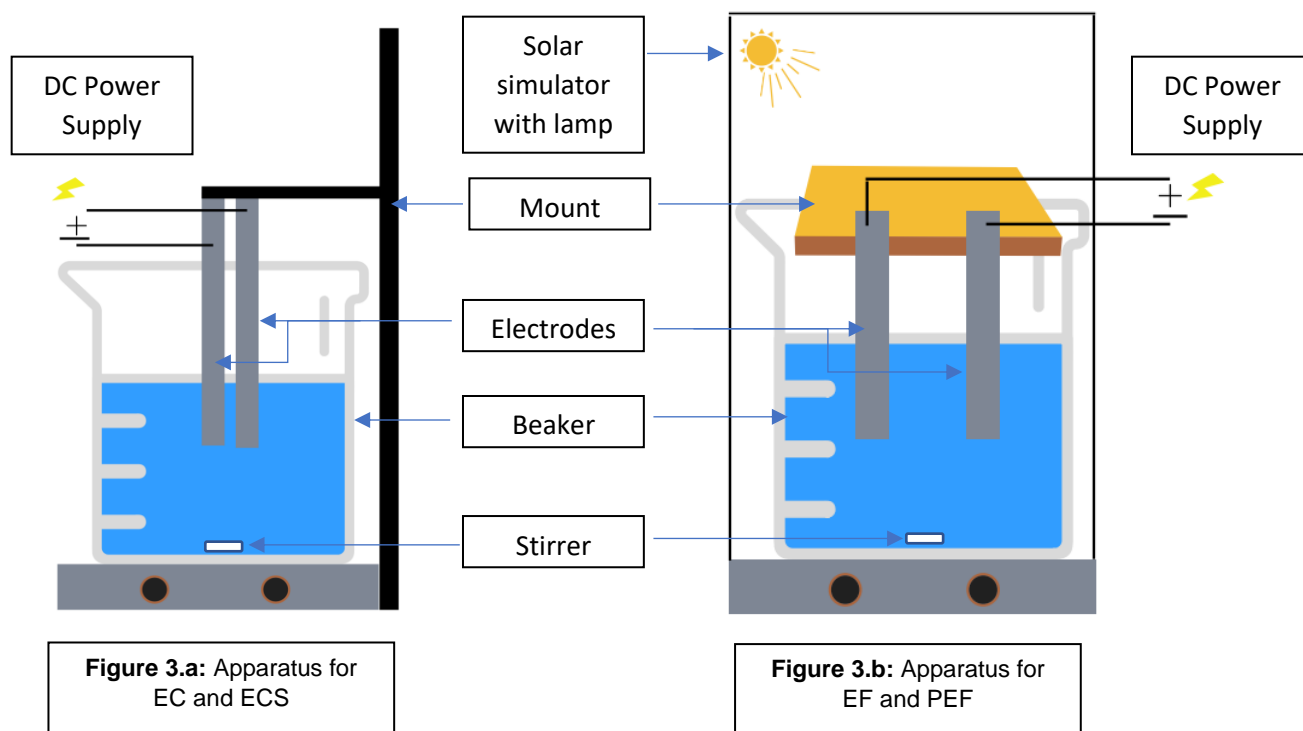 DC Power
Supply
Solar
simulator
with lamp
DC Power
Supply
+
+
Mount
Electrodes
Beaker
Stirrer
Figure 3.a: Apparatus for
EC and ECS
Figure 3.b: Apparatus for
EF and PEF